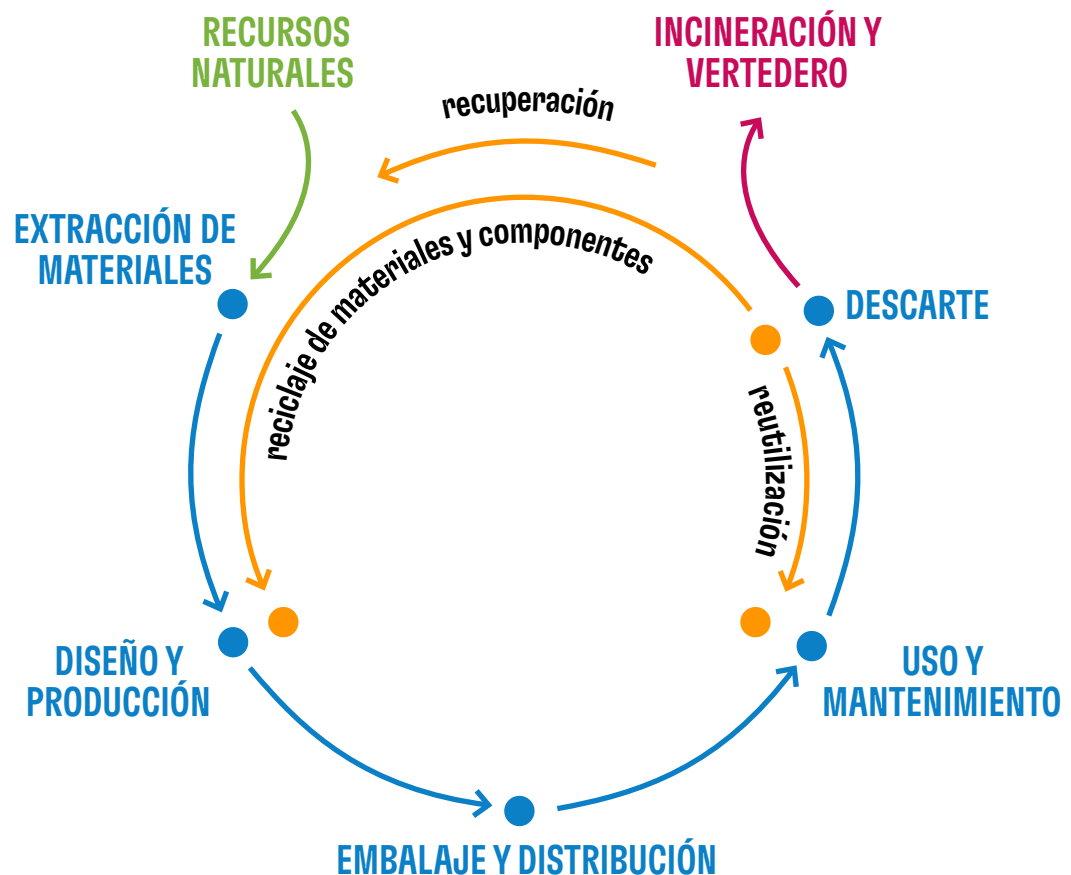 RECURSOS
NATURALES
INCINERACIÓN Y
VERTEDERO
recuperación
EXTRACCIÓN DE
MATERIALES
reciclaje de materiales y componentes
DESCARTE
reutilización
DISEÑO Y
PRODUCCIÓN
USO Y
MANTENIMIENTO
EMBALAJE Y DISTRIBUCIÓN